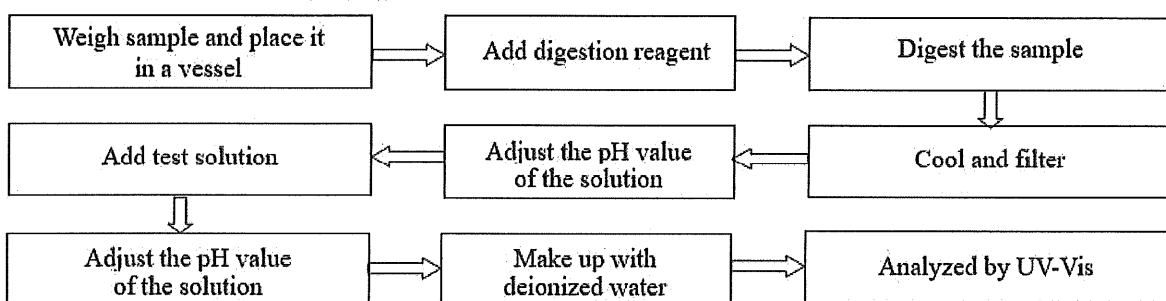 Weigh sample and place it
in a vessel
Add digestion reagent
Digest the sample
Cool and filter
Adjust the pH value
of the solution
Add test solution
Adjust the pH value
of the solution
Make up with
deionized water
Analyzed by UV-Vis